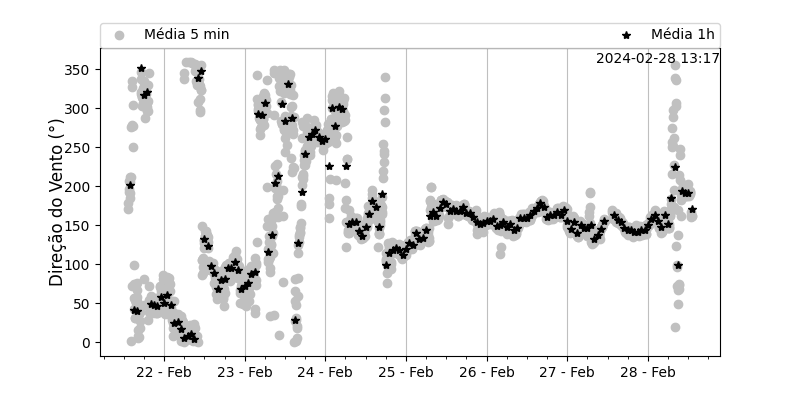 Média 5 min
Média 1h
2024-02-28 13:17
Direção do Vento (°)
350
300
250
200
150
100
50
0
22 - Feb
23 - Feb
24 - Feb
25 - Feb
26 - Feb
27 - Feb
28 - Feb